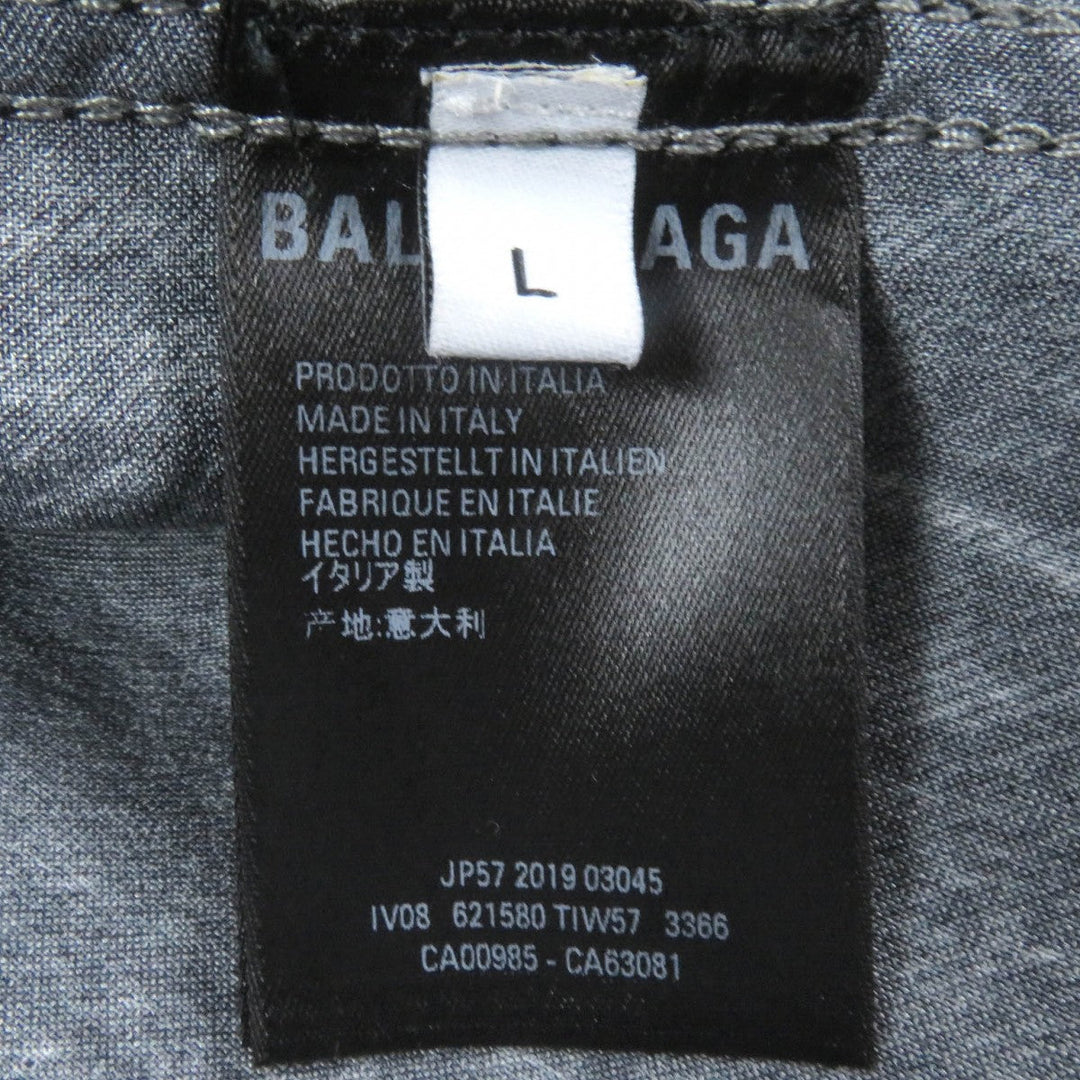 BAL AGA
L
PRODOTTO IN ITALIA
MADE IN ITALY
HERGESTELLT IN ITALIEN
FABRIQUE EN ITALIE
HECHO EN ITALIA
イタリア製
产地:意大利
JP57 2019 03045
IV08 621580 TIW57 3366
CA00985 - CA63081